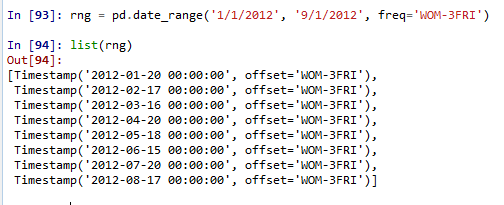 In [93]: rng = pd.date_range('1/1/2012', '9/1/2012', freq='WOM-3FRI')
In [94]: list(rng)
Out[94]:
[Timestamp('2012-01-20 00:00:00', offset='WOM-3FRI'),
 Timestamp('2012-02-17 00:00:00', offset='WOM-3FRI'),
 Timestamp('2012-03-16 00:00:00', offset='WOM-3FRI'),
 Timestamp('2012-04-20 00:00:00', offset='WOM-3FRI'),
 Timestamp('2012-05-18 00:00:00', offset='WOM-3FRI'),
 Timestamp('2012-06-15 00:00:00', offset='WOM-3FRI'),
 Timestamp('2012-07-20 00:00:00', offset='WOM-3FRI'),
 Timestamp('2012-08-17 00:00:00', offset='WOM-3FRI')]